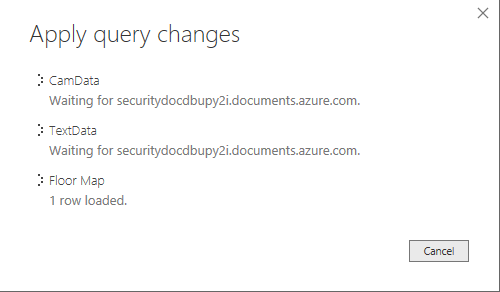 Apply query changes
CamData
Waiting for securitydocdbupy2i.documents.azure.com.
TextData
Waiting for securitydocdbupy2i.documents.azure.com.
Floor Map
1 row loaded.
Cancel